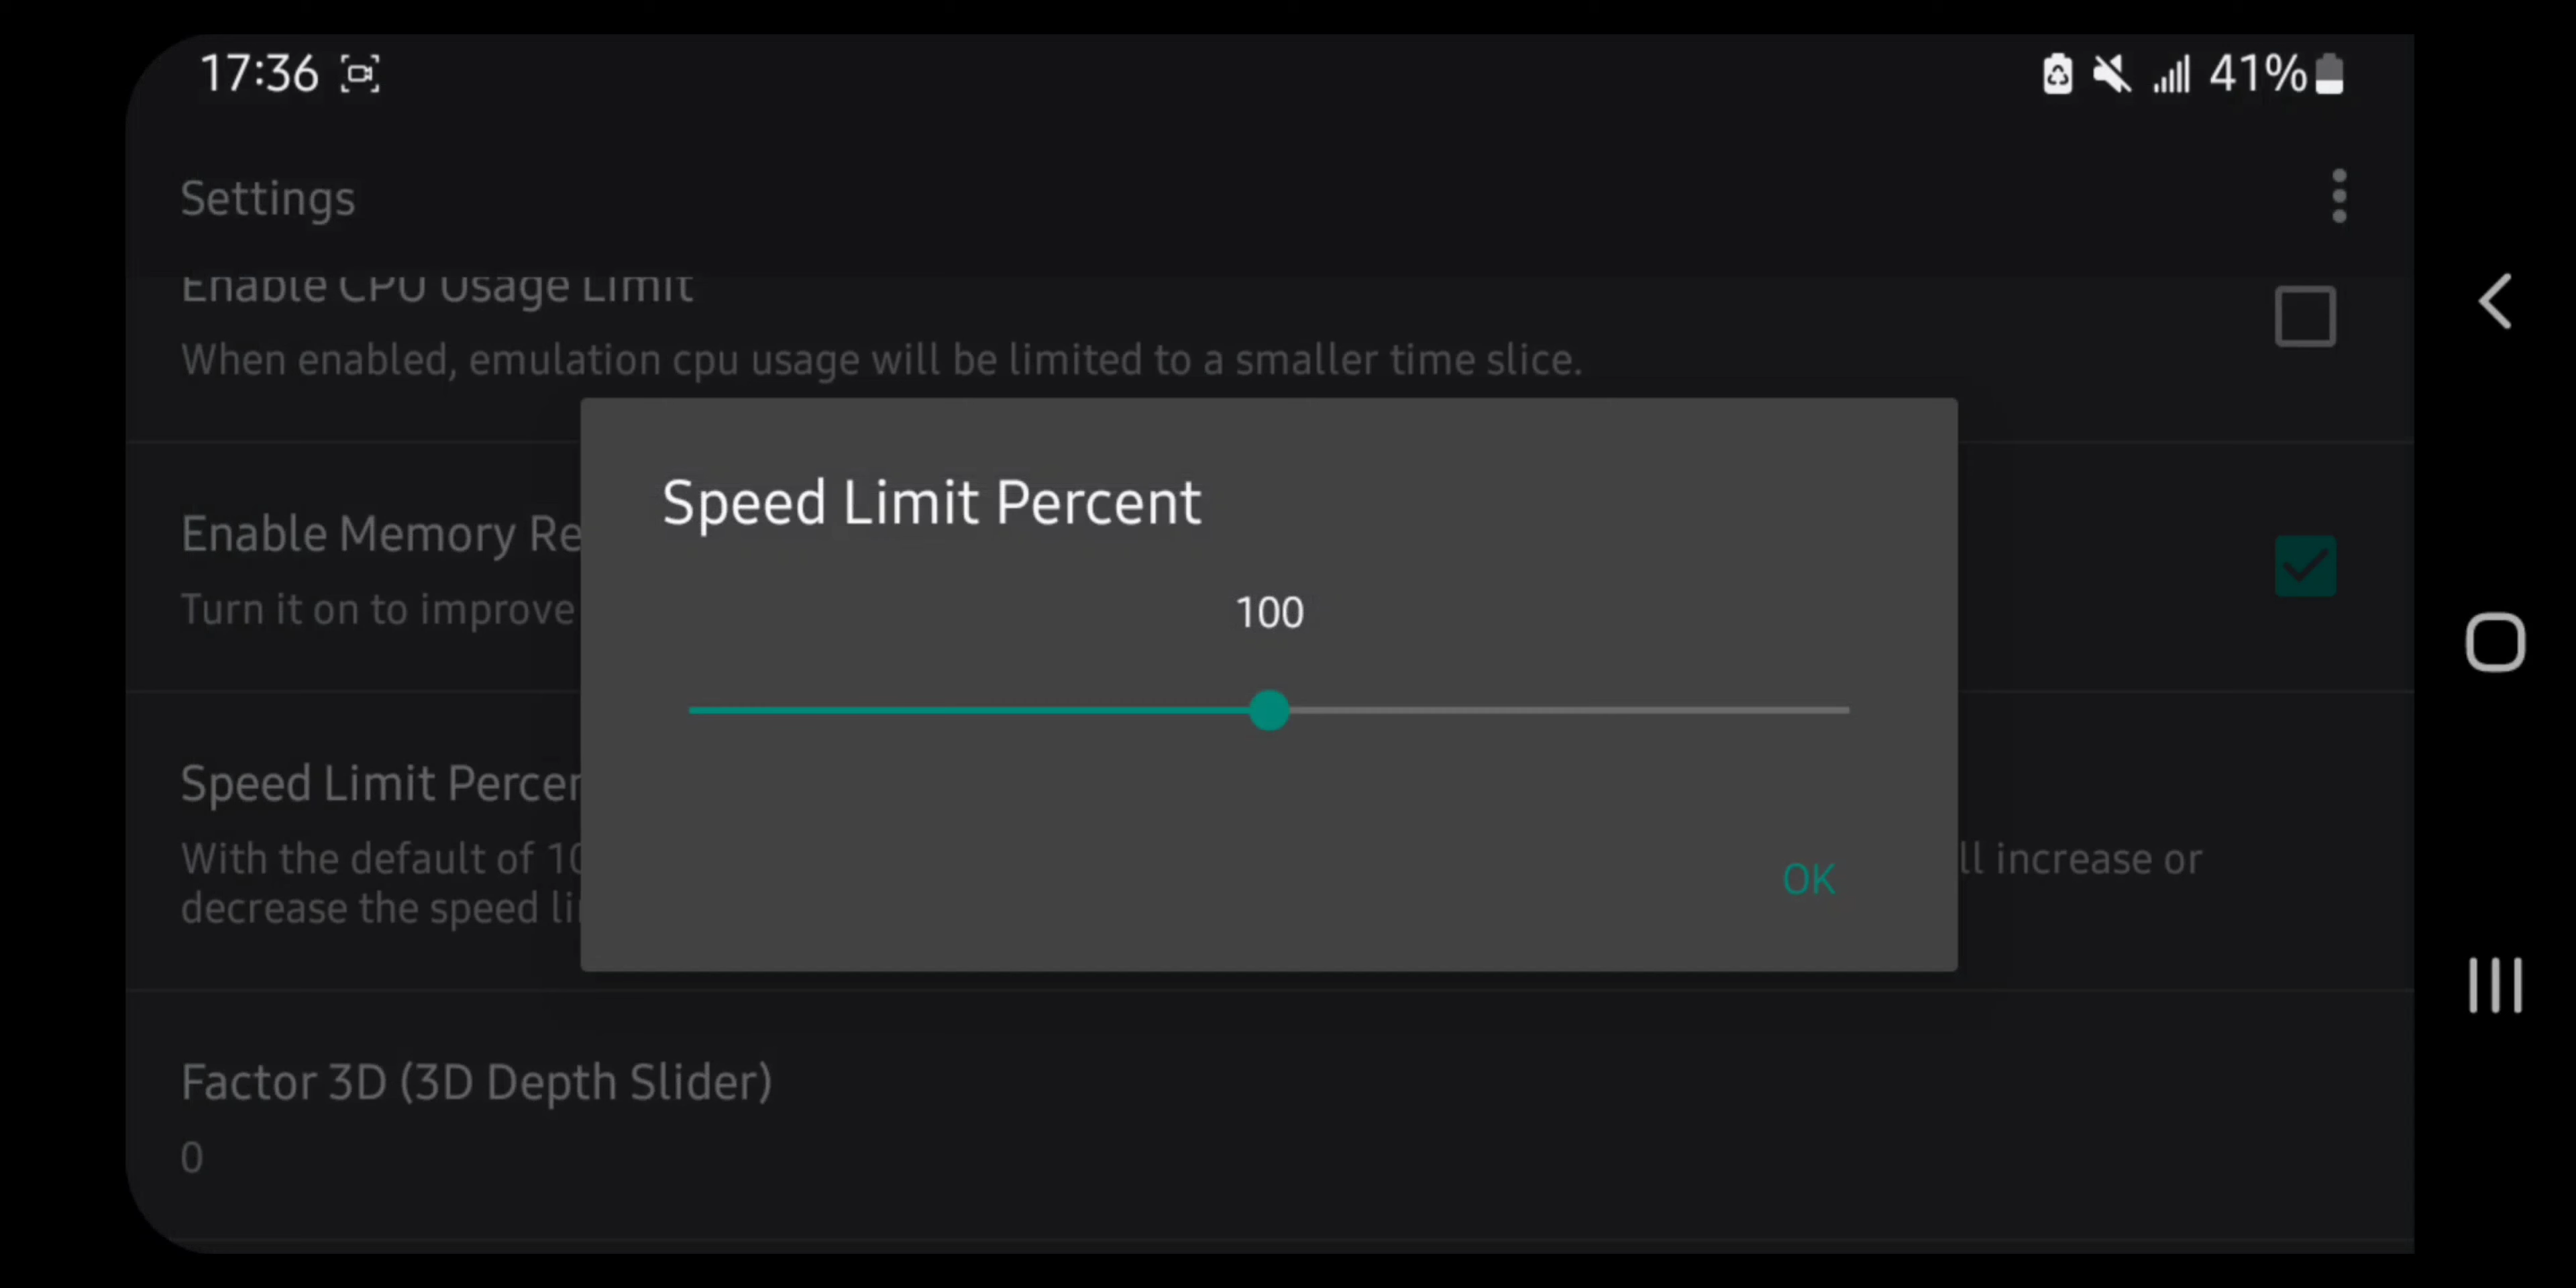 17:36
41%
Settings
Enable CPU Usage Limit
When enabled, emulation cpu usage will be limited to a smaller time slice.
Enable Memory Re
Turn it on to improve
Speed Limit Percent
100
OK
Speed Limit Percen
With the default of 10
ll increase or
decrease the speed li
Factor 3D (3D Depth Slider)
0